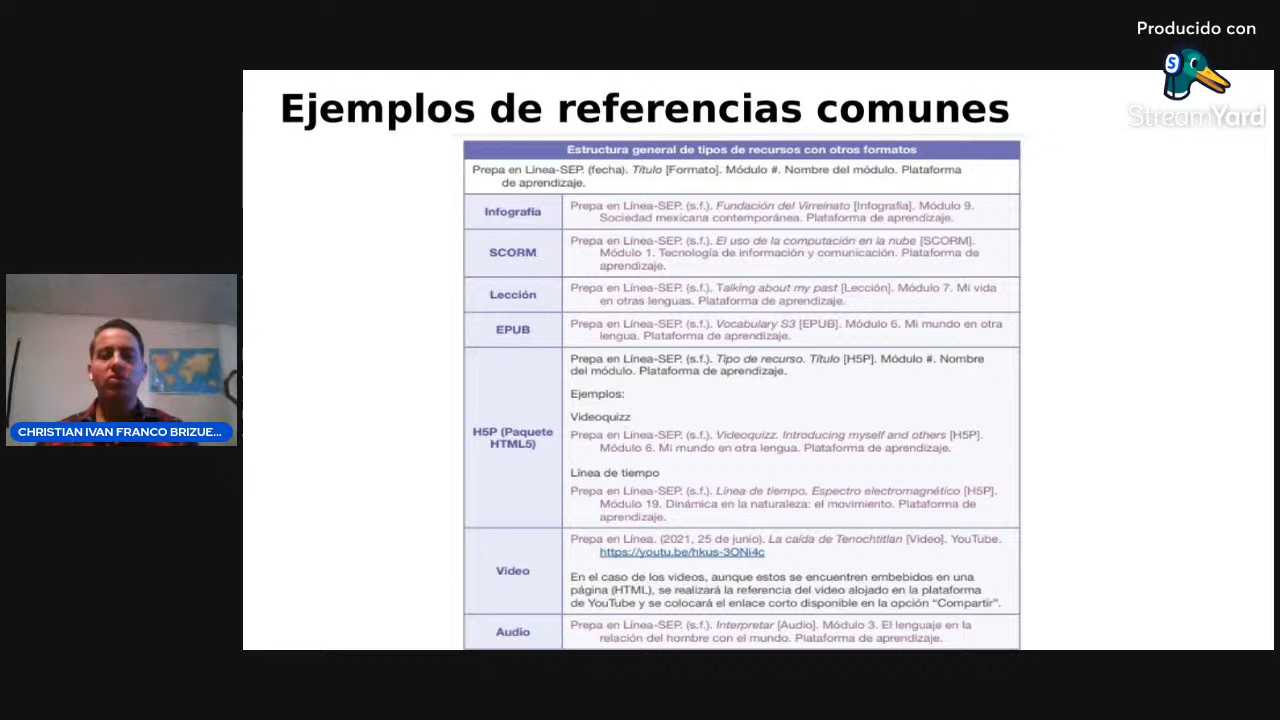 Producido con
StreamYard
Ejemplos de referencias comunes
Estructura general de tipos de recursos con otros formatos
Prepa en Línea-SEP. (fecha). Título [Formato]. Módulo #. Nombre del módulo. Plataforma
de aprendizaje.
Infografía
Prepa en Línea-SEP. (s.f.). Fundación del Virreinato [Infografía]. Módulo 9.
Sociedad mexicana contemporánea. Plataforma de aprendizaje.
SCORM
Prepa en Línea-SEP. (s.f.). El uso de la computación en la nube [SCORM].
Módulo 1. Tecnología de información y comunicación. Plataforma de
aprendizaje.
Lección
Prepa en Línea-SEP. (s.f.). Talking about my past [Lección]. Módulo 7. Mi vida
en otras lenguas. Plataforma de aprendizaje.
EPUB
Prepa en Línea-SEP. (s.f.). Vocabulary S3 [EPUB]. Módulo 6. Mi mundo en otra
lengua. Plataforma de aprendizaje.
H5P (Paquete
HTML5)
Prepa en Línea-SEP. (s.f.). Tipo de recurso. Título [H5P]. Módulo #. Nombre
del módulo. Plataforma de aprendizaje.
Ejemplos:
Videoquizz
Prepa en Línea-SEP. (s.f.). Videoquizz. Introducing myself and others [H5P].
Módulo 6. Mi mundo en otra lengua. Plataforma de aprendizaje.
Línea de tiempo
Prepa en Línea-SEP. (s.f.). Línea de tiempo. Espectro electromagnético [H5P].
Módulo 19. Dinámica en la naturaleza: el movimiento. Plataforma de
aprendizaje.
Video
Prepa en Línea. (2021, 25 de junio). La caída de Tenochtitlan [Video]. YouTube.
https://youtu.be/hkus-3ONi4c
En el caso de los videos, aunque estos se encuentren embebidos en una
página (HTML), se realizará la referencia del video alojado en la plataforma
de YouTube y se colocará el enlace corto disponible en la opción “Compartir”.
Audio
Prepa en Línea-SEP. (s.f.). Interpretar [Audio]. Módulo 3. El lenguaje en la
relación del hombre con el mundo. Plataforma de aprendizaje.
CHRISTIAN IVAN FRANCO BRIZUE...